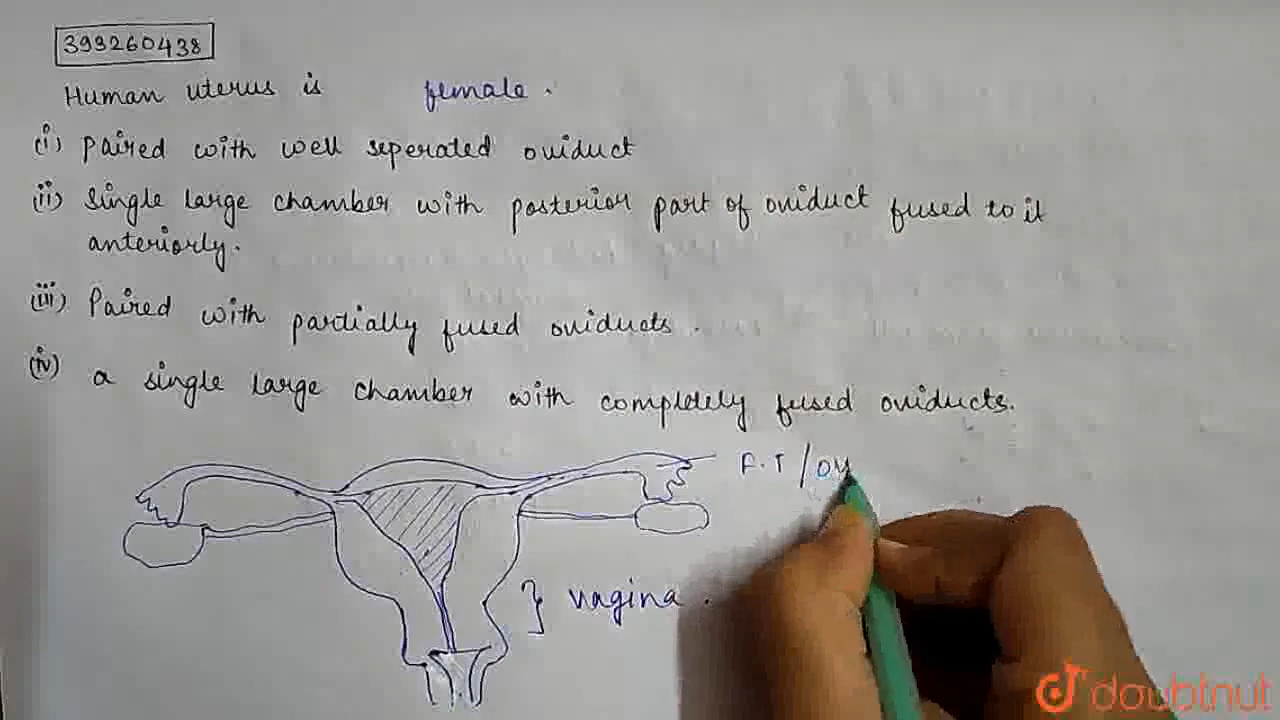 393260438
Human uterus is female.
(i) Paired with well seperated oviduct
(ii) Single large chamber with posterior part of oviduct fused to it
anteriorly.
(iii) Paired with partially fused oviducts.
(iv) a single large chamber with completely fused oviducts.
F.T/ov
} vagina.
doubtnut